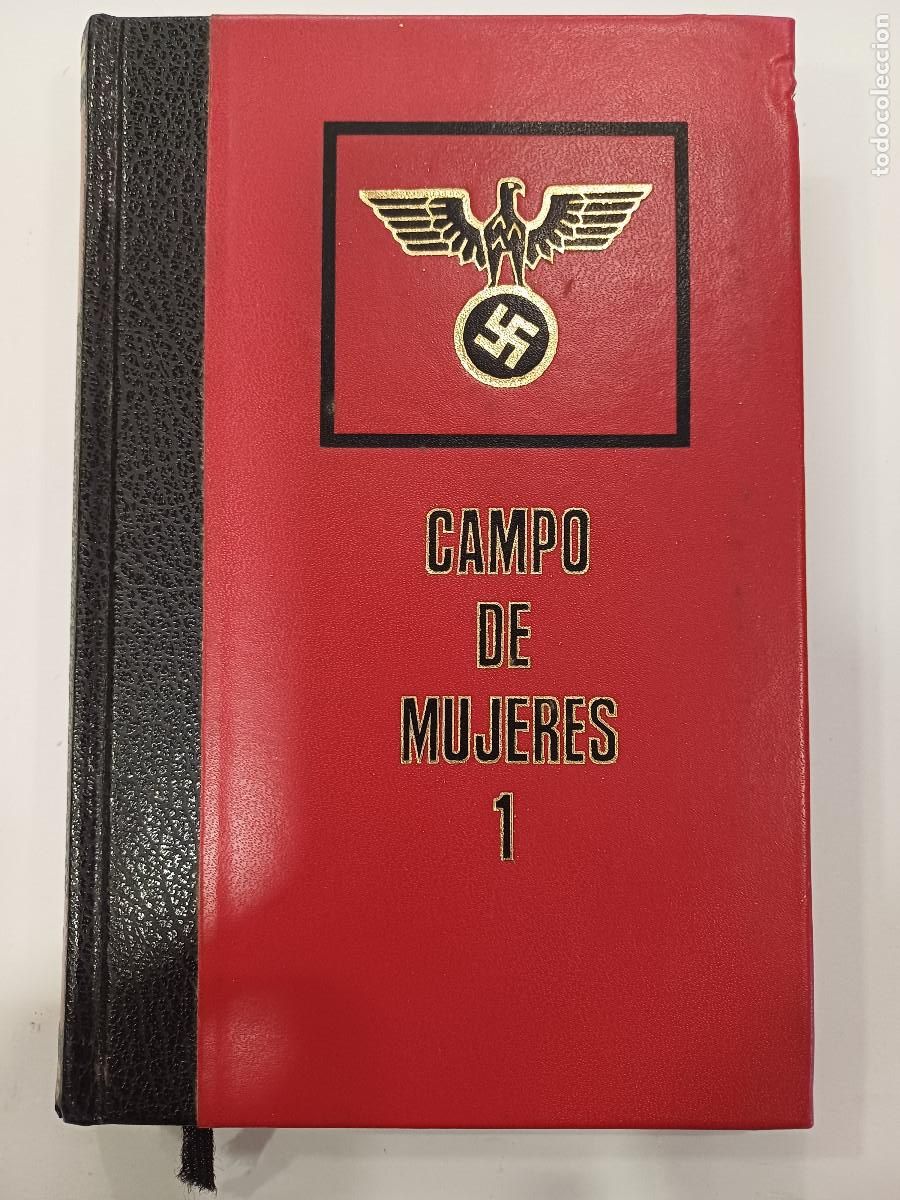 CAMPO
DE
MUJERES
1
todocoleccion